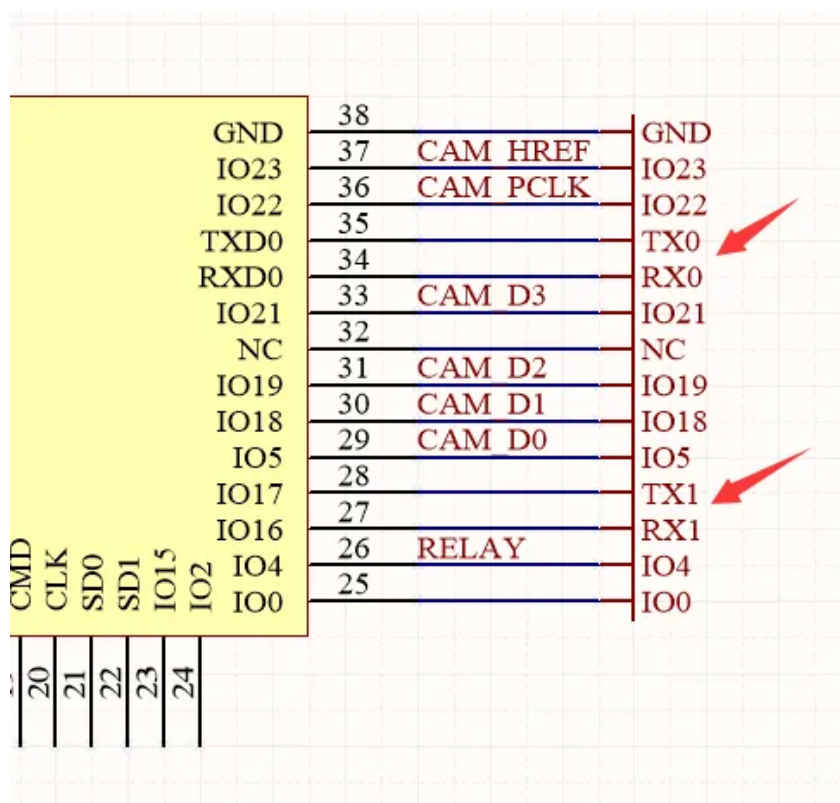 38
GND GND
37 CAM_HREF
IO23 IO23
36 CAM_PCLK
IO22 IO22
35
TXD0 TX0
34
RXD0 RX0
33 CAM_D3
IO21 IO21
32
NC NC
31 CAM_D2
IO19 IO19
30 CAM_D1
IO18 IO18
29 CAM_D0
IO5 IO5
28
IO17 TX1
27
IO16 RX1
26 RELAY
IO4 IO4
25
IO0 IO0
CMD CLK SD0 SD1 IO15 IO2
20 21 22 23 24